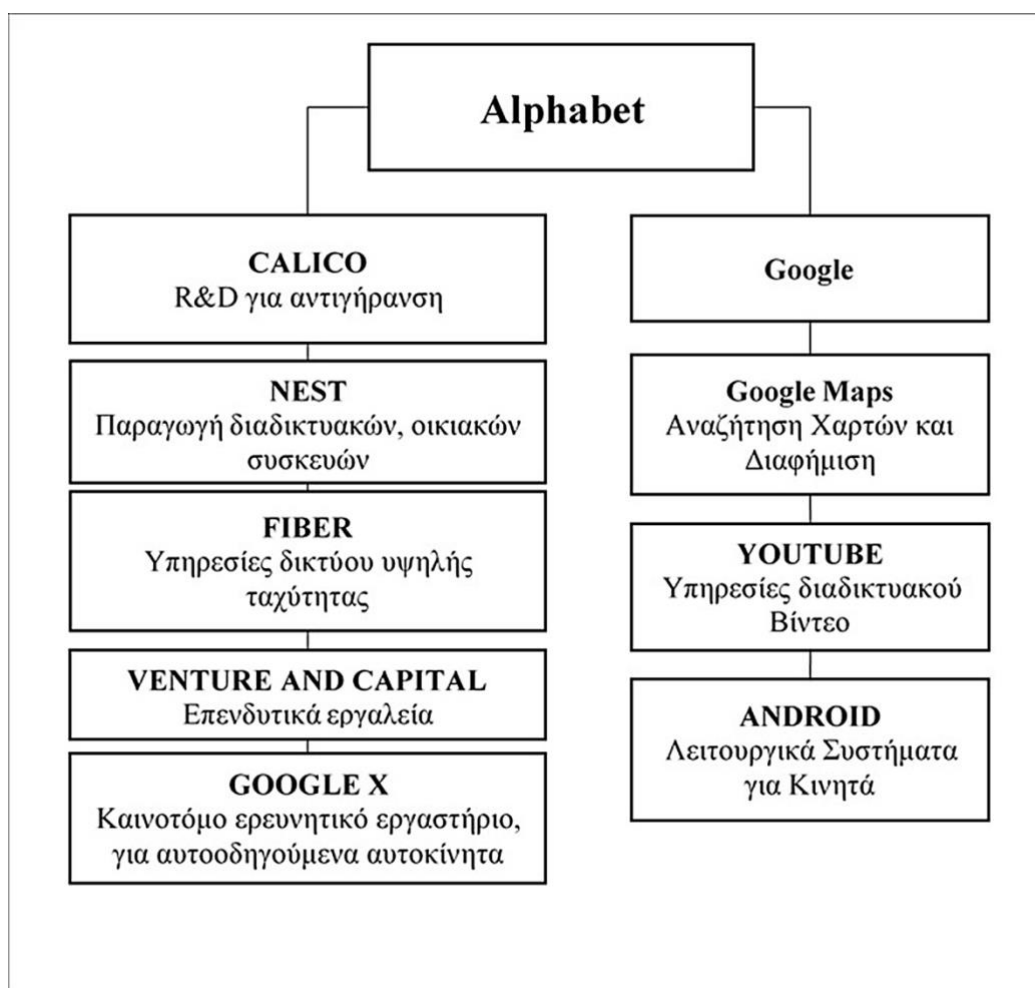 Alphabet
CALICO
R&D για αντιγήρανση
NEST
Παραγωγή διαδικτυακών, οικιακών
συσκευών
FIBER
Υπηρεσίες δικτύου υψηλής
ταχύτητας
VENTURE AND CAPITAL
Επενδυτικά εργαλεία
GOOGLE X
Καινοτόμο ερευνητικό εργαστήριο,
για αυτοοδηγούμενα αυτοκίνητα
Google
Google Maps
Αναζήτηση Χαρτών και
Διαφήμιση
YOUTUBE
Υπηρεσίες διαδικτυακού
Βίντεο
ANDROID
Λειτουργικά Συστήματα
για Κινητά